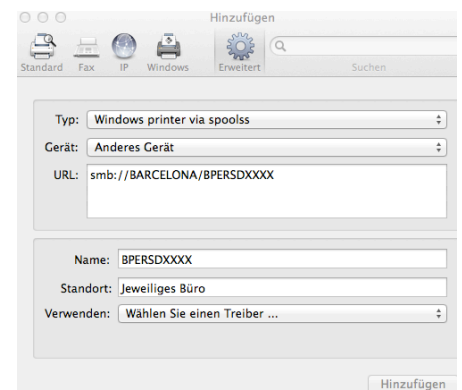 Hinzufügen
Standard Fax IP Windows Erweitert Suchen
Typ: Windows printer via spoolss
Gerät: Anderes Gerät
URL: smb://BARCELONA/BPERSDXXXX
Name: BPERSDXXXX
Standort: Jeweiliges Büro
Verwenden: Wählen Sie einen Treiber ...
Hinzufügen